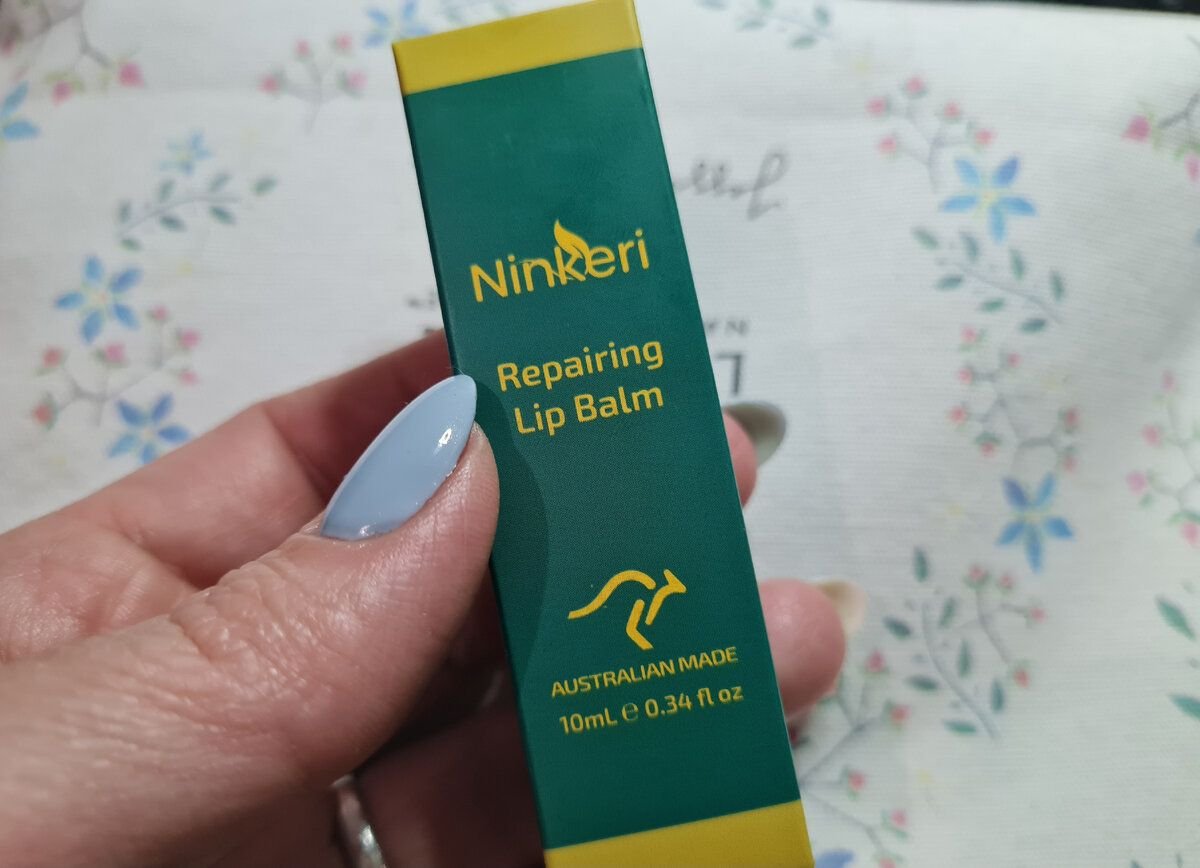 Ninkeri
Repairing
Lip Balm
AUSTRALIAN MADE
10mL ℮ 0.34 fl oz